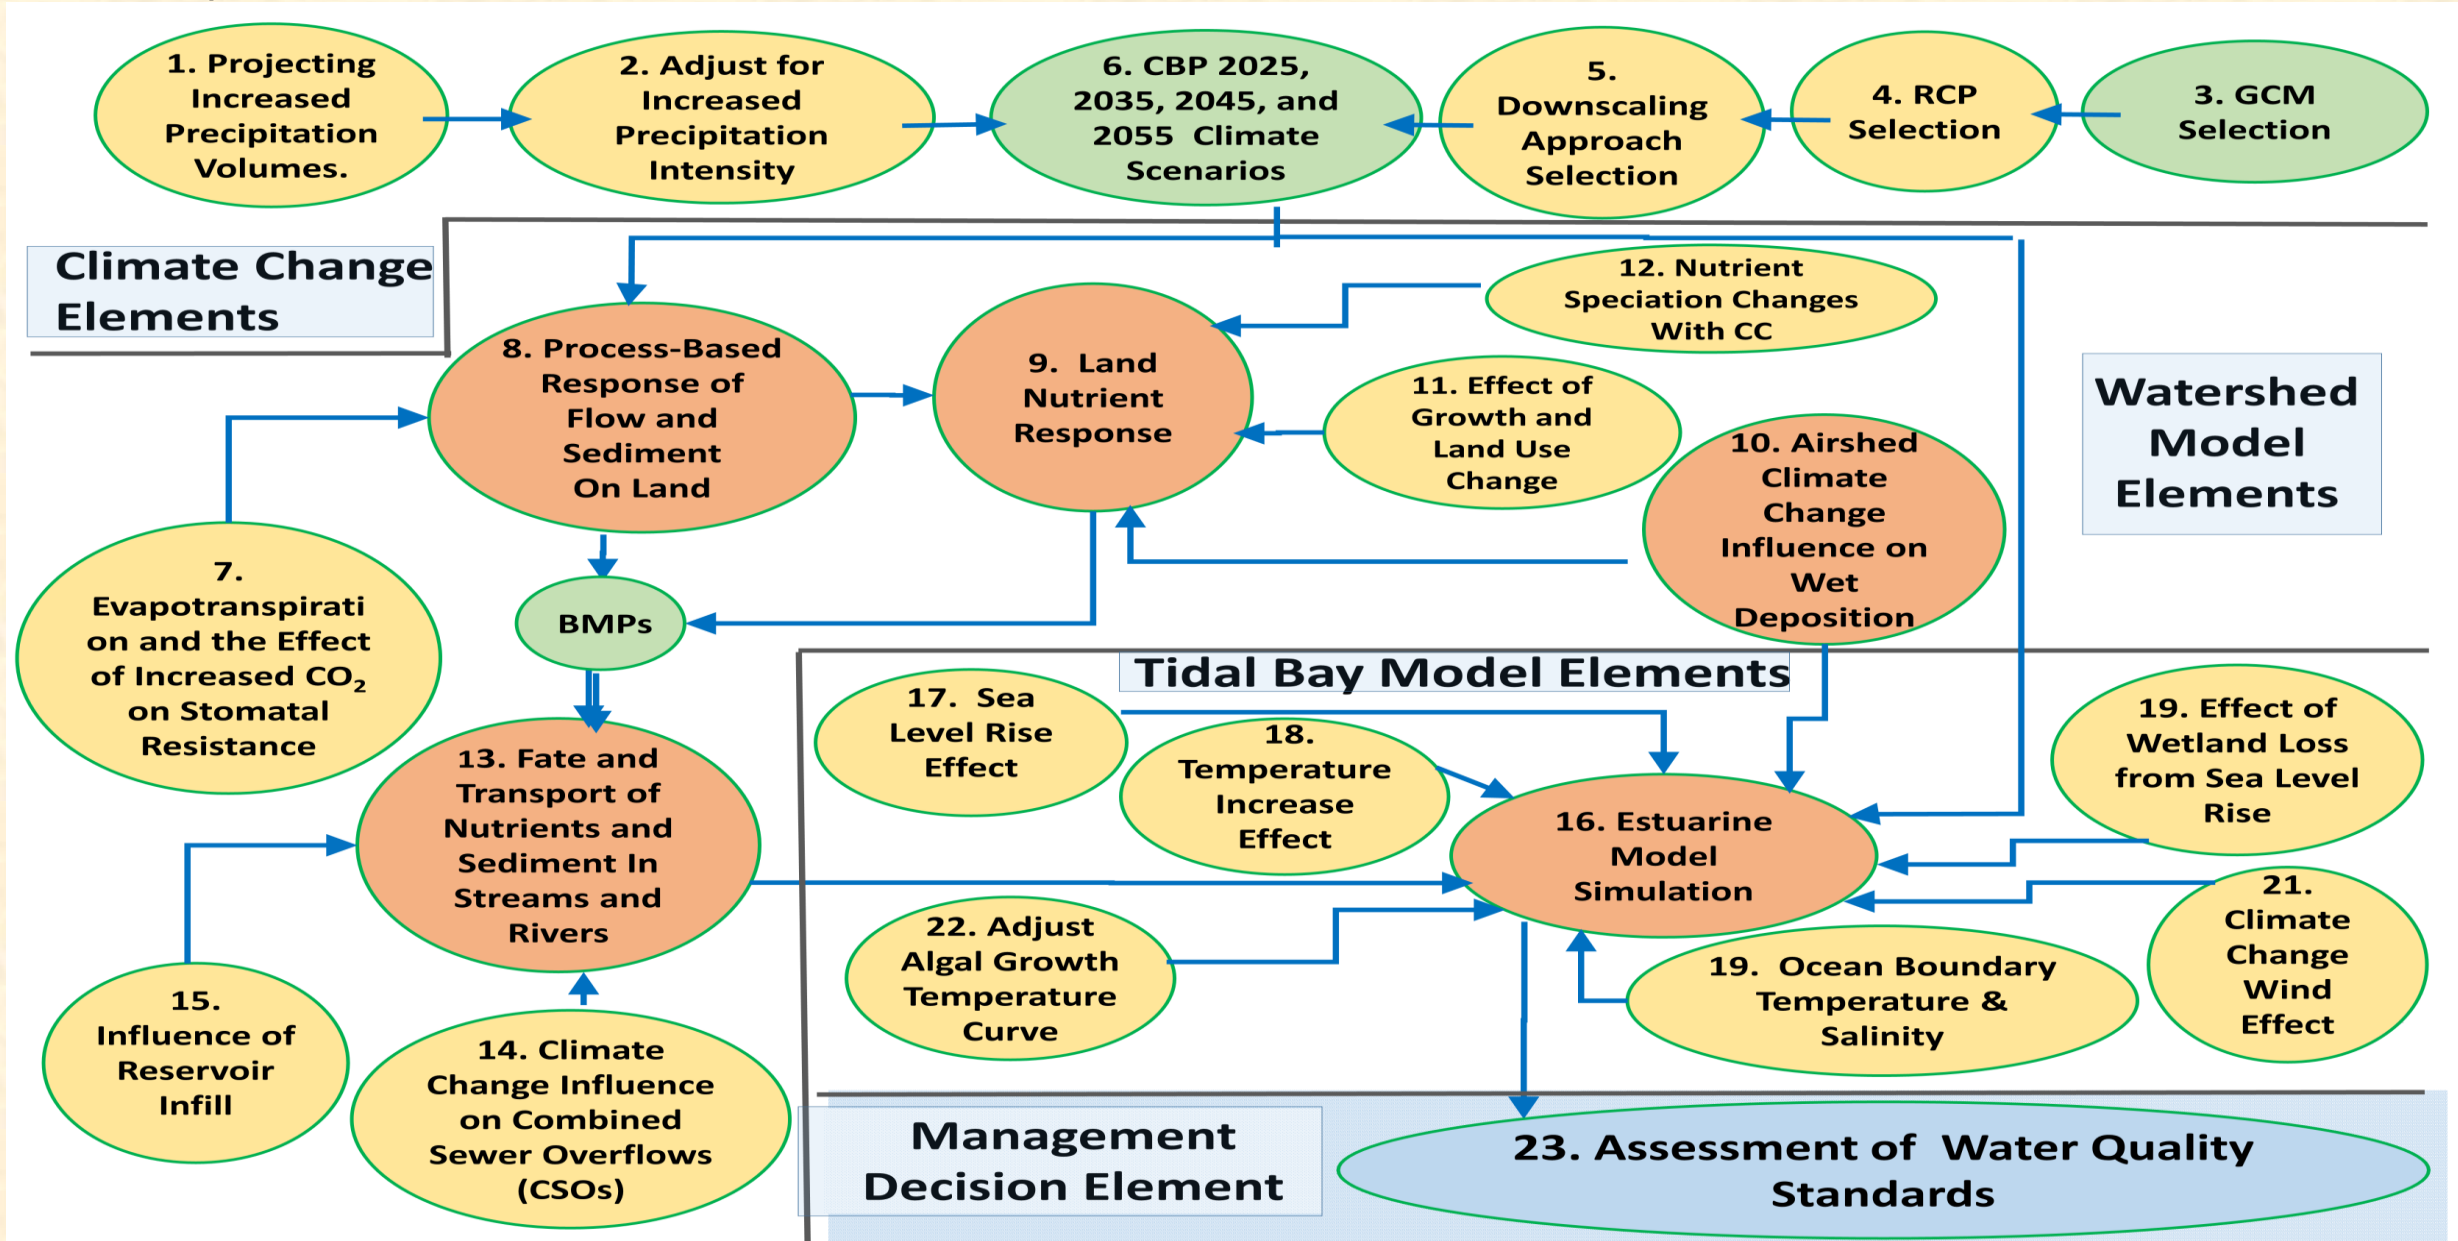 1. Projecting
Increased
Precipitation
Volumes.
2. Adjust for
Increased
Precipitation
Intensity
6. CBP 2025,
2035, 2045, and
2055  Climate
Scenarios
5.
Downscaling
Approach
Selection
4. RCP
Selection
3. GCM
Selection
Climate Change
Elements
12. Nutrient
Speciation Changes
With CC
8. Process-Based
Response of
Flow and
Sediment
On Land
9.  Land
Nutrient
Response
11. Effect of
Growth and
Land Use
Change
10. Airshed
Climate
Change
Influence on
Wet
Deposition
Watershed
Model
Elements
7.
Evapotranspirati
on and the Effect
of Increased CO₂
on Stomatal
Resistance
BMPs
Tidal Bay Model Elements
17.  Sea
Level Rise
Effect
18.
Temperature
Increase
Effect
19. Effect of
Wetland Loss
from Sea Level
Rise
13. Fate and
Transport of
Nutrients and
Sediment In
Streams and
Rivers
16. Estuarine
Model
Simulation
22. Adjust
Algal Growth
Temperature
Curve
19.  Ocean Boundary
Temperature &
Salinity
21.
Climate
Change
Wind
Effect
15.
Influence of
Reservoir
Infill
14. Climate
Change Influence
on Combined
Sewer Overflows
(CSOs)
Management
Decision Element
23. Assessment of  Water Quality
Standards